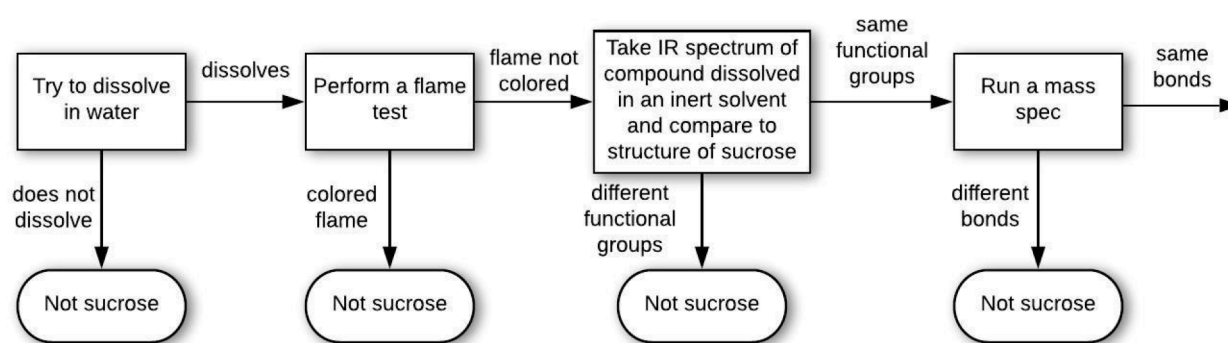 Try to dissolve
in water
dissolves
does not
dissolve
Not sucrose
Perform a flame
test
flame not
colored
colored
flame
Not sucrose
Take IR spectrum of
compound dissolved
in an inert solvent
and compare to
structure of sucrose
same
functional
groups
different
functional
groups
Not sucrose
Run a mass
spec
same
bonds
different
bonds
Not sucrose